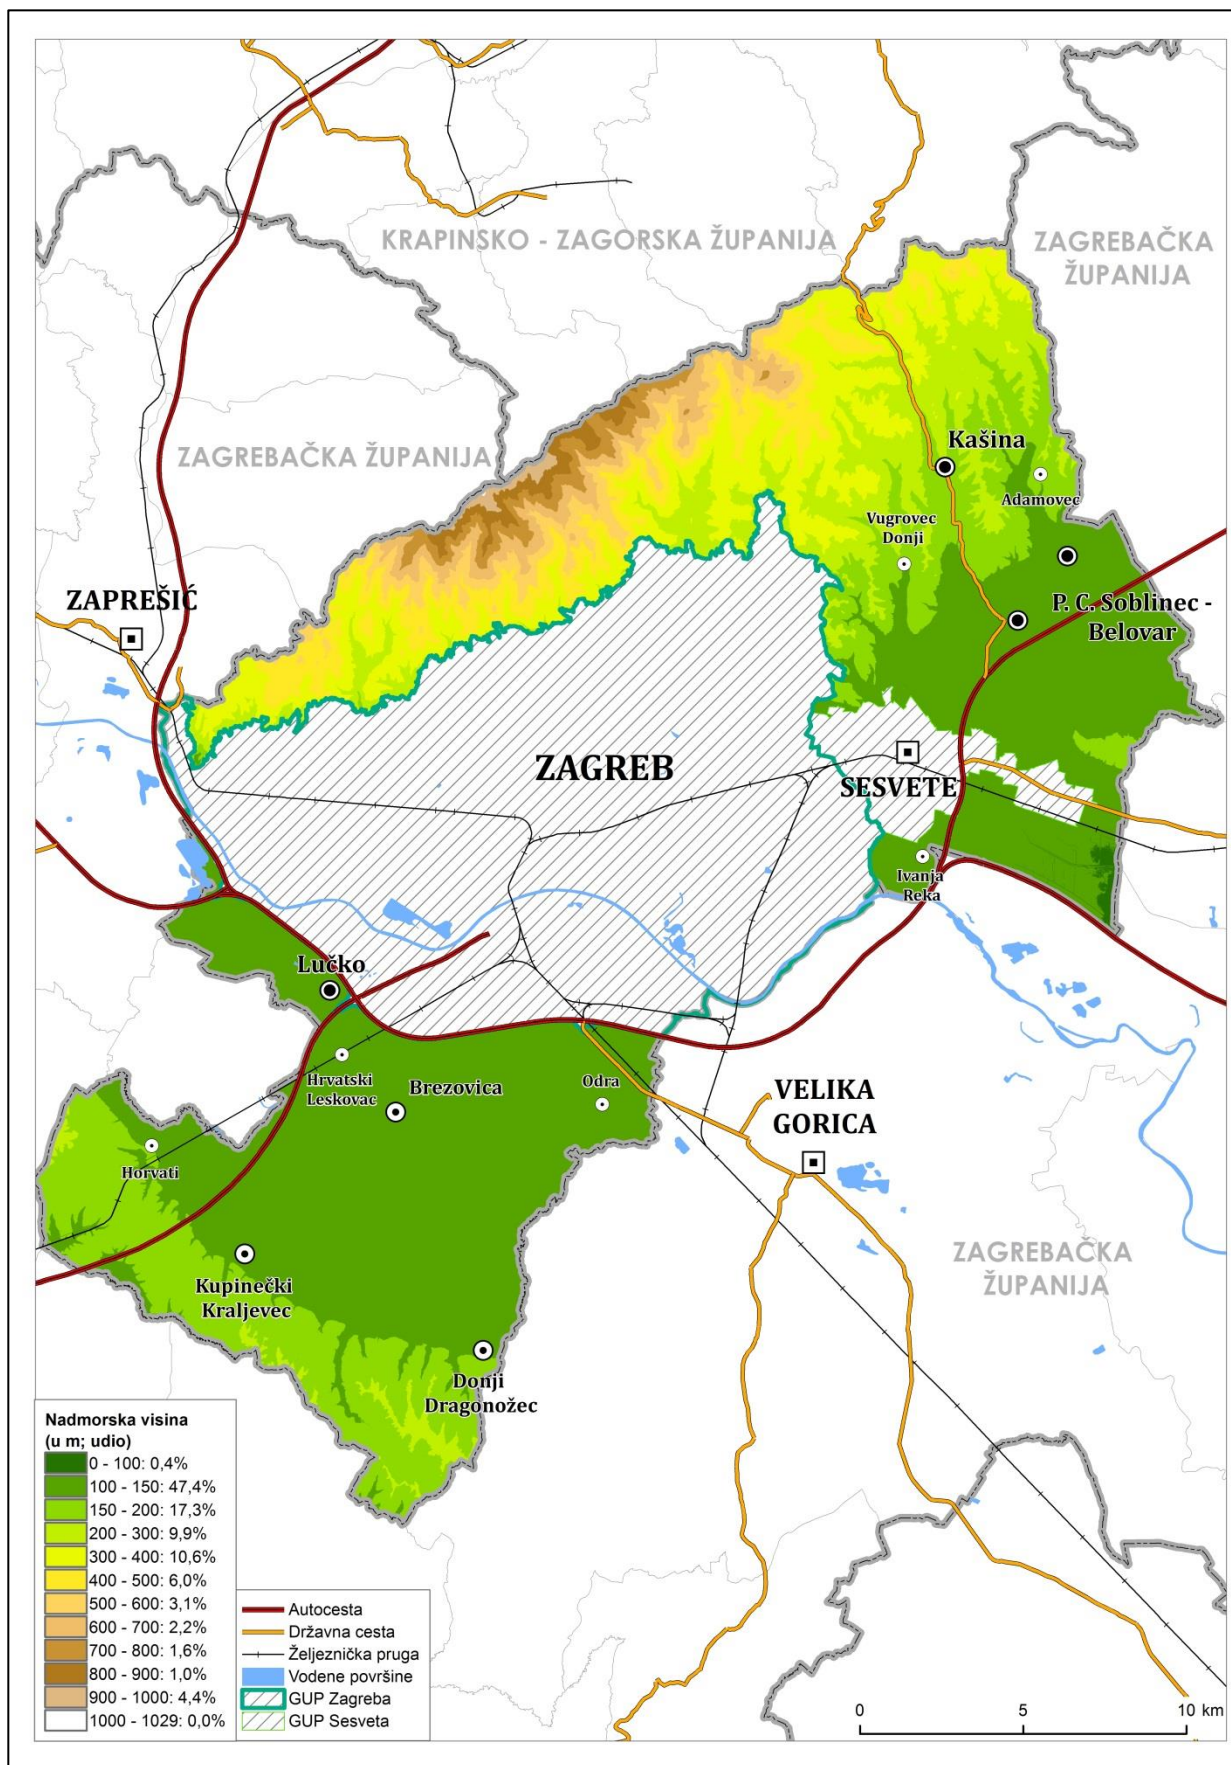 KRAPINSKO - ZAGORSKA ŽUPANIJA
ZAGREBAČKA
ŽUPANIJA
ZAGREBAČKA ŽUPANIJA
Kašina
Adamovec
Vugrovec
Donji
ZAPREŠIĆ
P. C. Soblinec -
Belovar
ZAGREB
SESVETE
Ivanja
Reka
Lučko
Hrvatski
Leskovac
Brezovica
Odra
VELIKA
GORICA
Horvati
ZAGREBAČKA
ŽUPANIJA
Kupinečki
Kraljevec
Donji
Dragonožec
Nadmorska visina
(u m; udio)
0 - 100: 0,4%
100 - 150: 47,4%
150 - 200: 17,3%
200 - 300: 9,9%
300 - 400: 10,6%
400 - 500: 6,0%
500 - 600: 3,1%
600 - 700: 2,2%
700 - 800: 1,6%
800 - 900: 1,0%
900 - 1000: 4,4%
1000 - 1029: 0,0%
Autocesta
Državna cesta
Željeznička pruga
Vodene površine
GUP Zagreba
GUP Sesveta
0 5 10 km